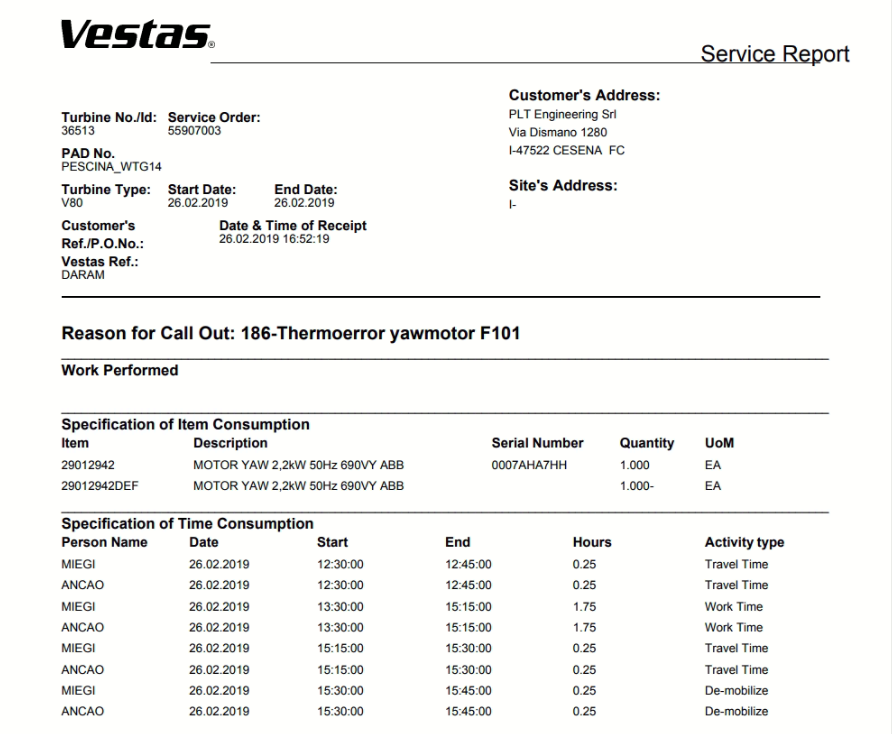 Vestas®
Service Report
Customer's Address:
PLT Engineering Srl
Via Dismano 1280
I-47522 CESENA FC
Site's Address:
I-
Turbine No./Id: Service Order:
36513 55907003
PAD No.
PESCINA_WTG14
Turbine Type: Start Date: End Date:
V80 26.02.2019 26.02.2019
Customer's Date & Time of Receipt
Ref./P.O.No.: 26.02.2019 16:52:19
Vestas Ref.:
DARAM
Reason for Call Out: 186-Thermoerror yawmotor F101
Work Performed
Specification of Item Consumption
Item Description Serial Number Quantity UoM
29012942 MOTOR YAW 2,2kW 50Hz 690VY ABB 0007AHA7HH 1.000 EA
29012942DEF MOTOR YAW 2,2kW 50Hz 690VY ABB 1.000- EA
Specification of Time Consumption
Person Name Date Start End Hours Activity type
MIEGI 26.02.2019 12:30:00 12:45:00 0.25 Travel Time
ANCAO 26.02.2019 12:30:00 12:45:00 0.25 Travel Time
MIEGI 26.02.2019 13:30:00 15:15:00 1.75 Work Time
ANCAO 26.02.2019 13:30:00 15:15:00 1.75 Work Time
MIEGI 26.02.2019 15:15:00 15:30:00 0.25 Travel Time
ANCAO 26.02.2019 15:15:00 15:30:00 0.25 Travel Time
MIEGI 26.02.2019 15:30:00 15:45:00 0.25 De-mobilize
ANCAO 26.02.2019 15:30:00 15:45:00 0.25 De-mobilize